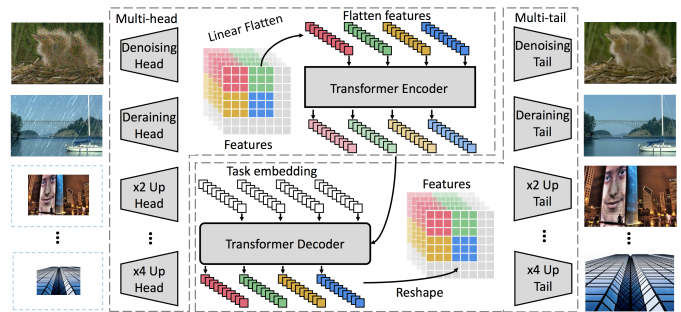 Multi-head
Denoising
Head
Deraining
Head
x2 Up
Head
x4 Up
Head
Linear Flatten
Flatten features
Features
Transformer Encoder
Task embedding
Transformer Decoder
Features
Reshape
Multi-tail
Denoising
Tail
Deraining
Tail
x2 Up
Tail
x4 Up
Tail